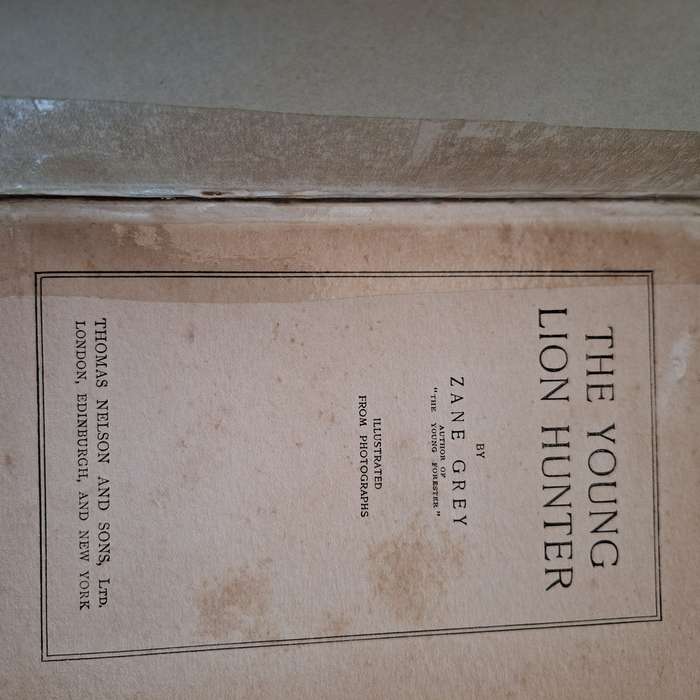 THE YOUNG
LION HUNTER
BY
ZANE GREY
AUTHOR OF
"THE YOUNG FORESTER"
ILLUSTRATED
FROM PHOTOGRAPHS
THOMAS NELSON AND SONS, LTD.
LONDON, EDINBURGH, AND NEW YORK